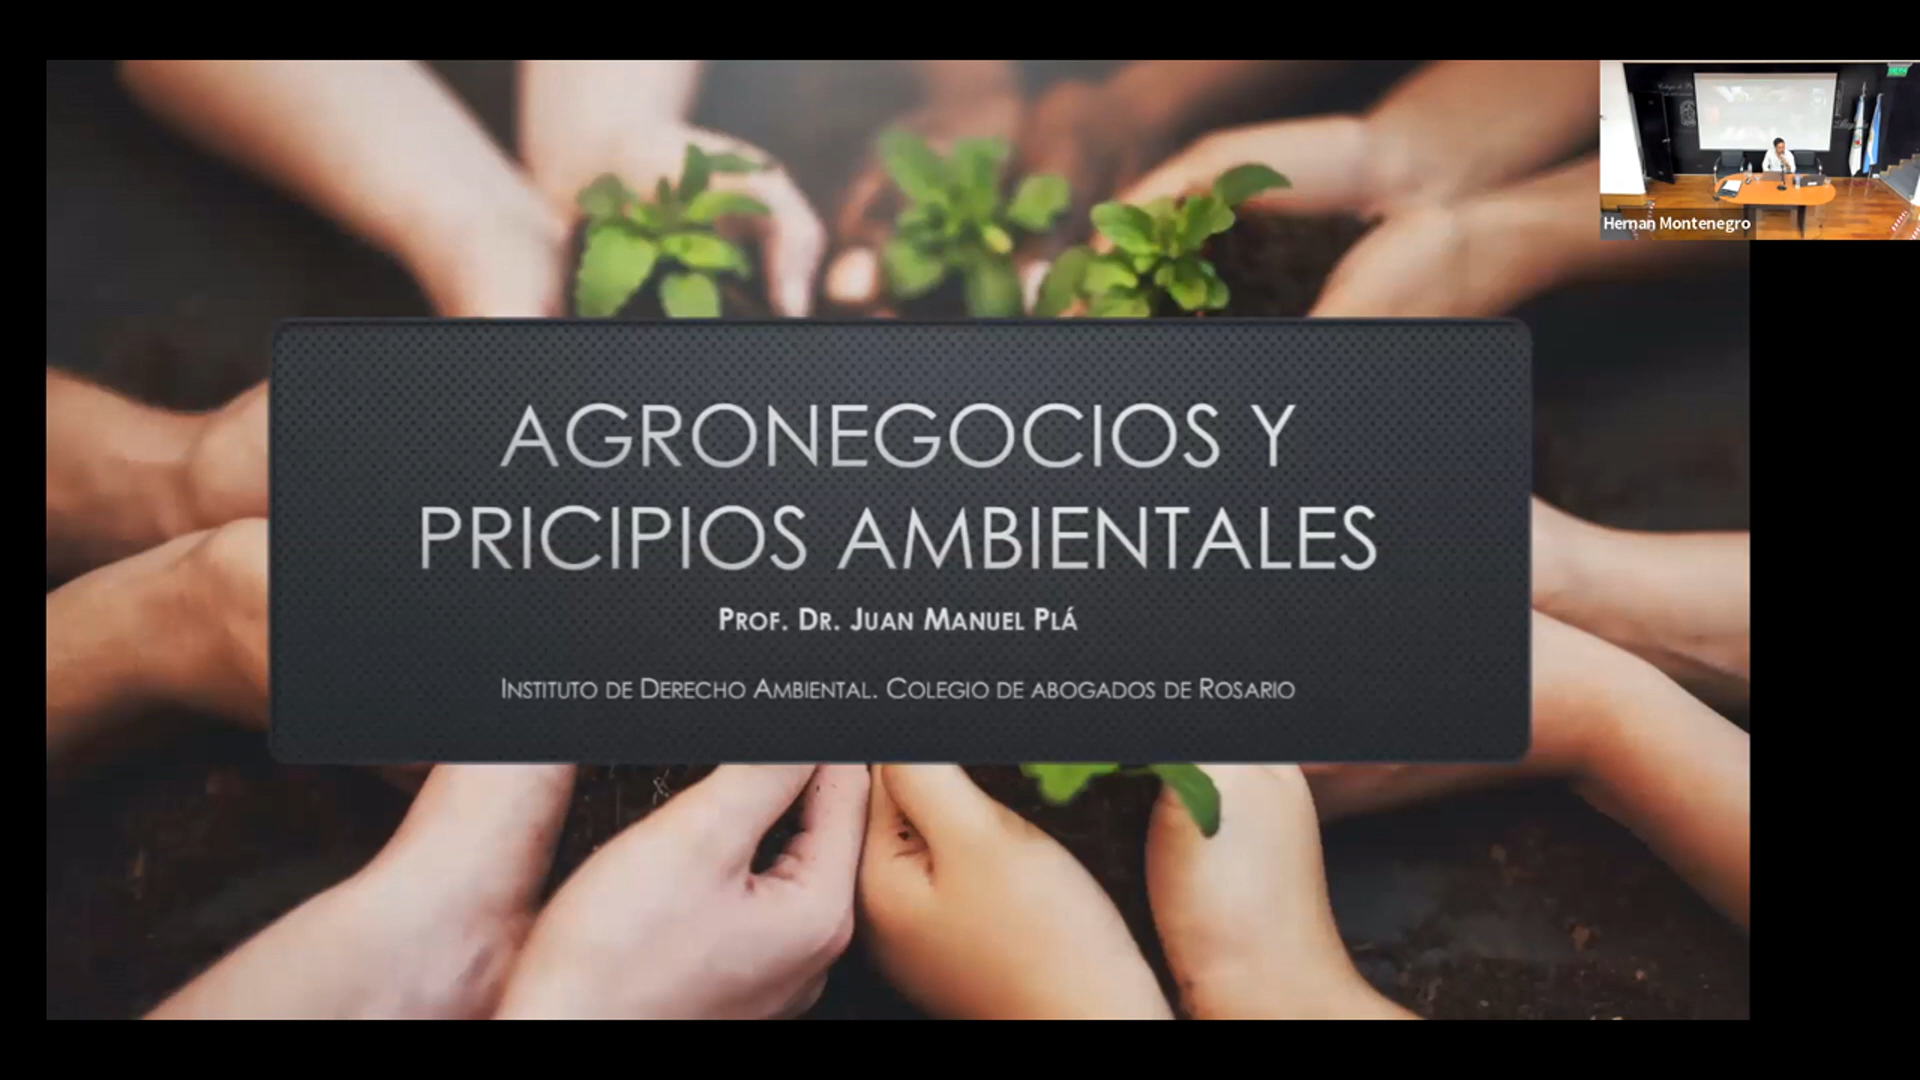 AGRONEGOCIOS Y
PRICIPIOS AMBIENTALES
PROF. DR. JUAN MANUEL PLÁ
INSTITUTO DE DERECHO AMBIENTAL. COLEGIO DE ABOGADOS DE ROSARIO
Hernan Montenegro